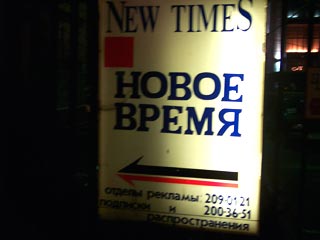 NEW TIMES
НОВОЕ
ВРЕМЯ
отделы рекламы: 209-01-21
подписки и 200-36-51
распространения